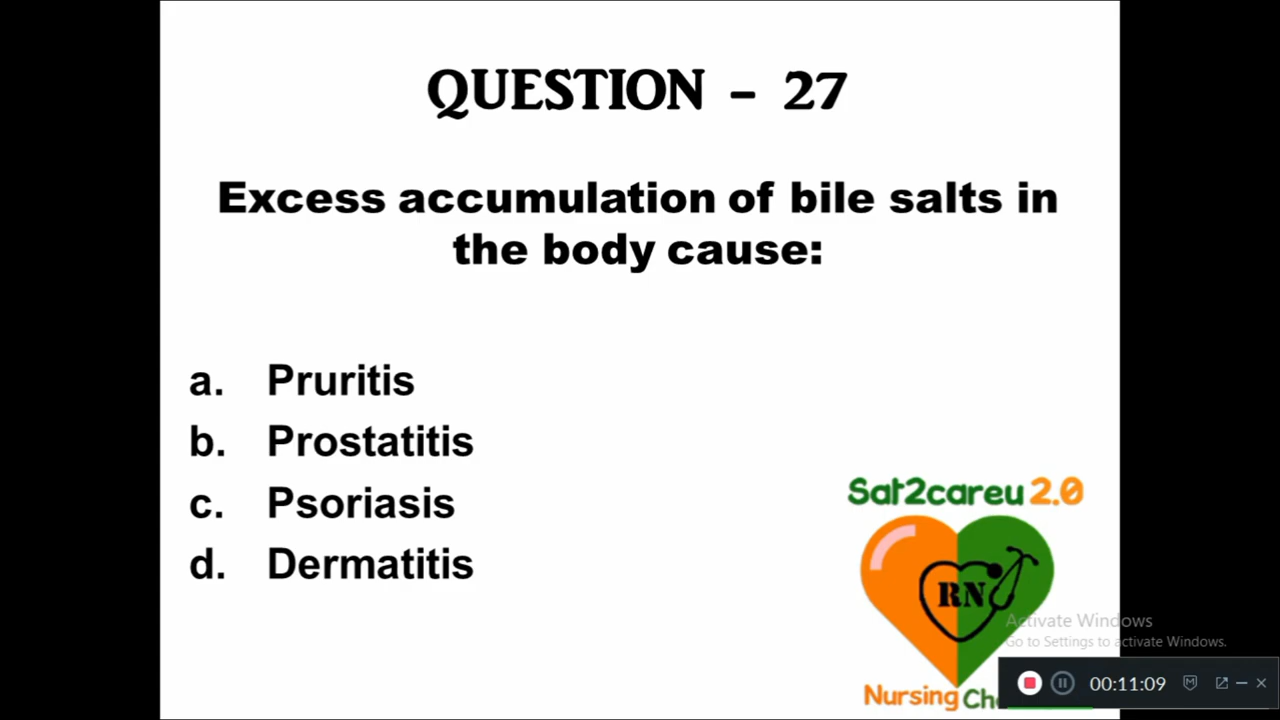 QUESTION - 27
Excess accumulation of bile salts in
the body cause:
a. Pruritis
b. Prostatitis
c. Psoriasis
d. Dermatitis
Sat2careu 2.0
RN
Activate Windows
Go to Settings to activate Windows.
Nursing
00:11:09